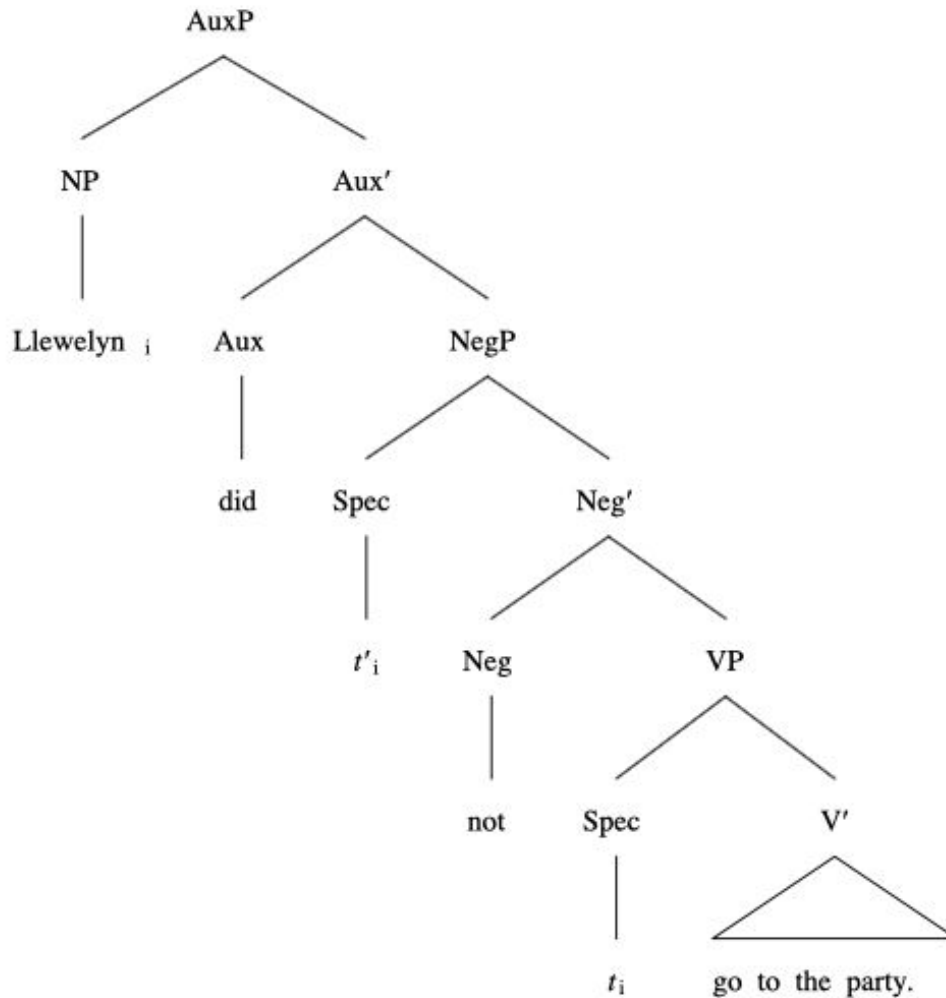 AuxP
NP Aux′
Llewelyn i Aux NegP
did Spec Neg′
t′i Neg VP
not Spec V′
ti go to the party.